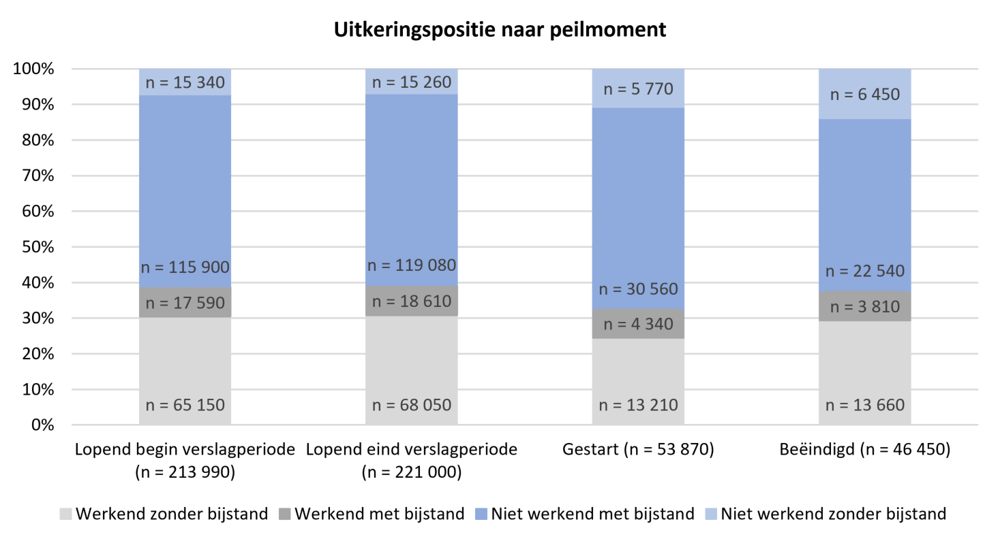 Uitkeringspositie naar peilmoment
100%
90%
80%
70%
60%
50%
40%
30%
20%
10%
0%
n = 15 340
n = 115 900
n = 17 590
n = 65 150
n = 15 260
n = 119 080
n = 18 610
n = 68 050
n = 5 770
n = 30 560
n = 4 340
n = 13 210
n = 6 450
n = 22 540
n = 3 810
n = 13 660
Lopend begin verslagperiode
(n = 213 990)
Lopend eind verslagperiode
(n = 221 000)
Gestart (n = 53 870)
Beëindigd (n = 46 450)
Werkend zonder bijstand
Werkend met bijstand
Niet werkend met bijstand
Niet werkend zonder bijstand